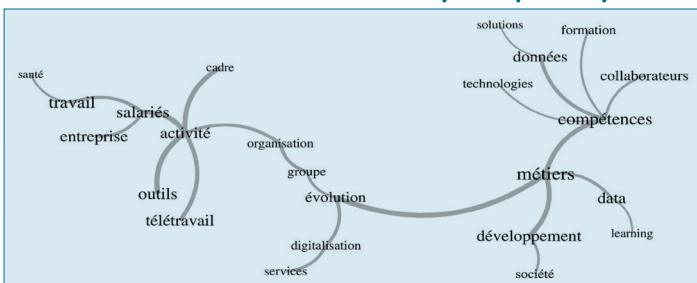 solutions
formation
données
cadre
santé
collaborateurs
technologies
travail
salariés
compétences
entreprise
activité
organisation
groupe
métiers
outils
évolution
data
télétravail
learning
développement
digitalisation
services
société